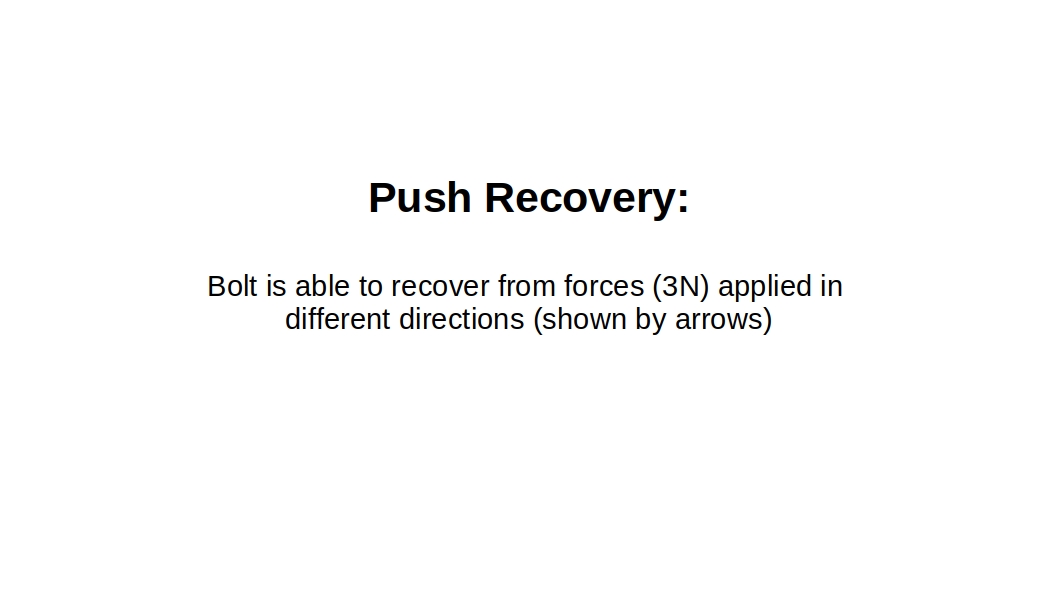 Push Recovery:
Bolt is able to recover from forces (3N) applied in
different directions (shown by arrows)